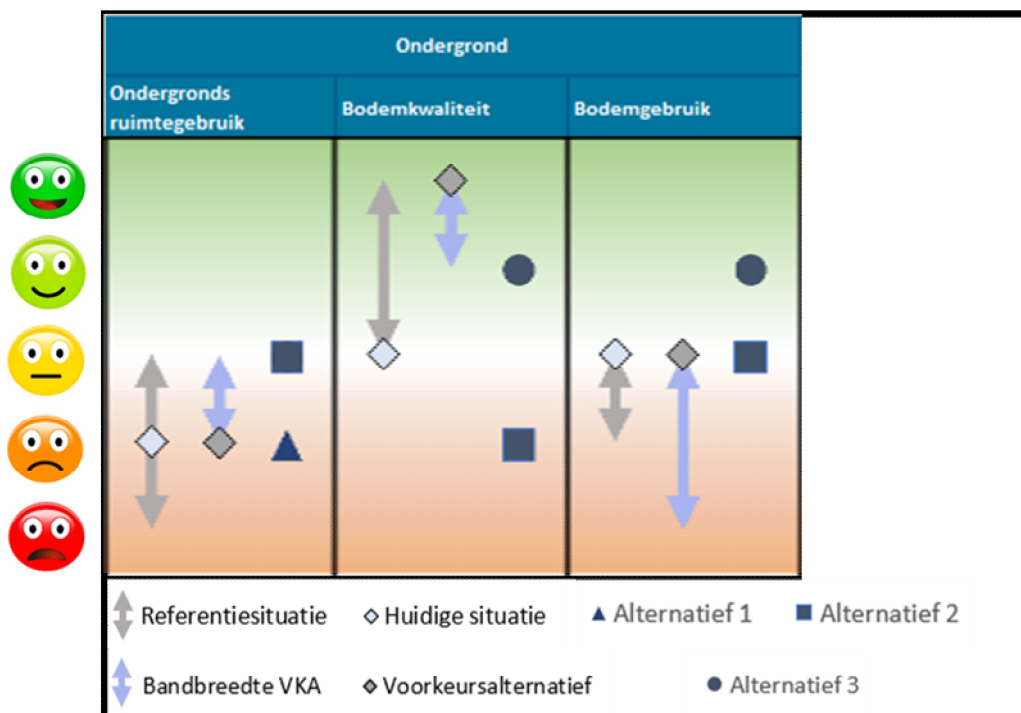 Ondergrond
Ondergronds
ruimtegebruik
Bodemkwaliteit
Bodemgebruik
Referentiesituatie
Huidige situatie
Alternatief 1
Alternatief 2
Bandbreedte VKA
Voorkeursalternatief
Alternatief 3